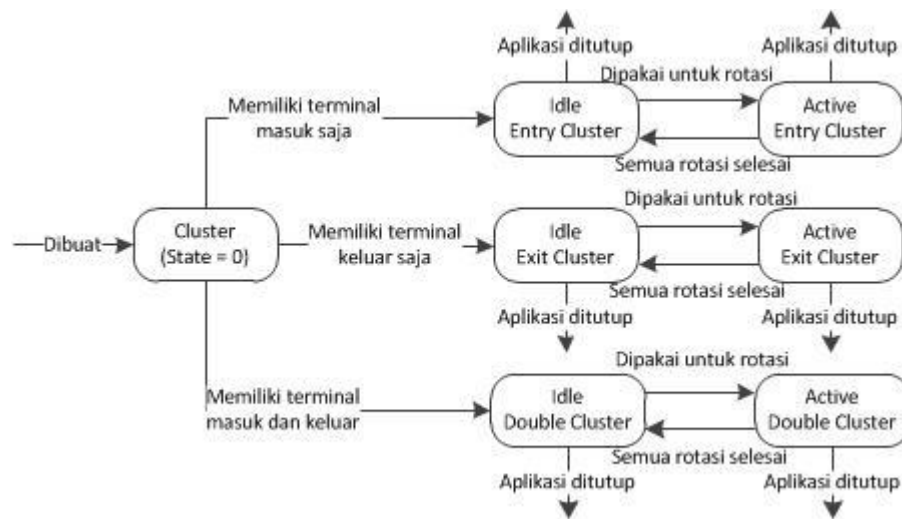 Aplikasi ditutup
Aplikasi ditutup
Dipakai untuk rotasi
Memiliki terminal
masuk saja
Idle
Entry Cluster
Active
Entry Cluster
Semua rotasi selesai
Dipakai untuk rotasi
Dibuat
Cluster
(State = 0)
Memiliki terminal
keluar saja
Idle
Exit Cluster
Active
Exit Cluster
Semua rotasi selesai
Aplikasi ditutup
Aplikasi ditutup
Dipakai untuk rotasi
Memiliki terminal
masuk dan keluar
Idle
Double Cluster
Active
Double Cluster
Semua rotasi selesai
Aplikasi ditutup
Aplikasi ditutup